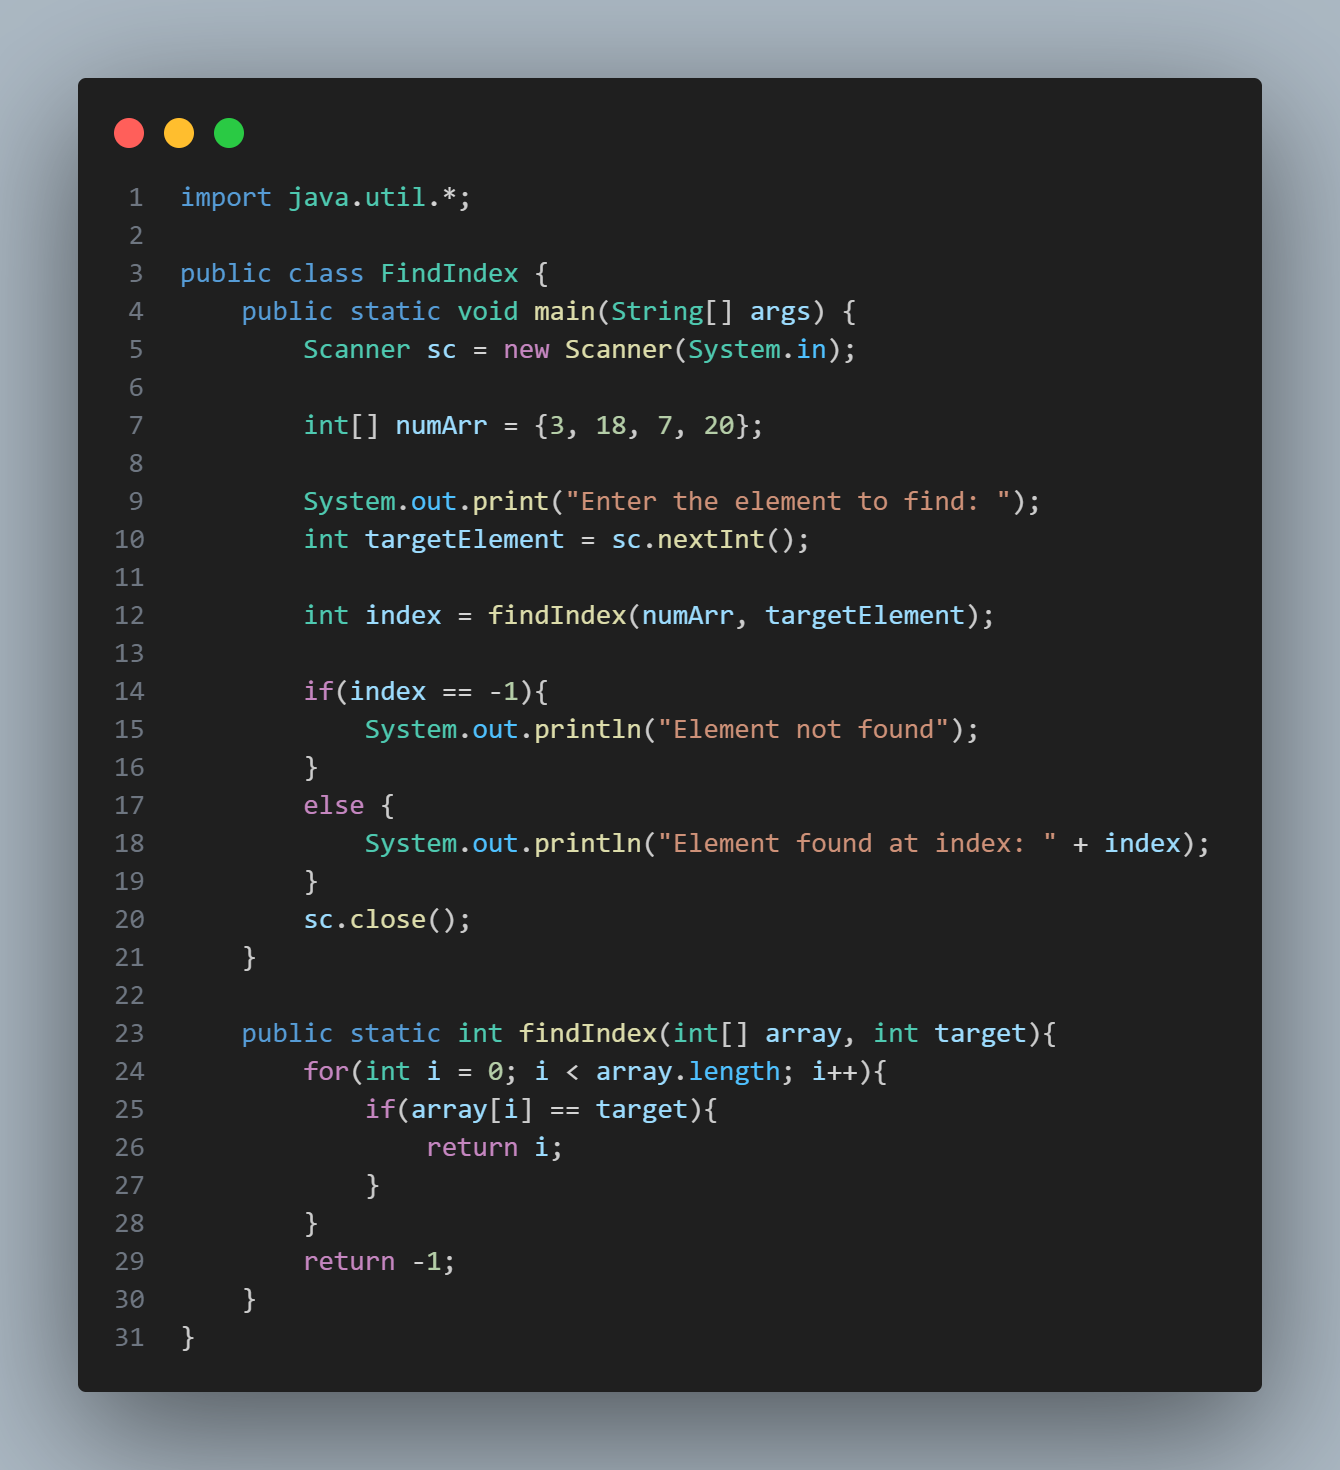 1 import java.util.*;
2
3 public class FindIndex {
4     public static void main(String[] args) {
5         Scanner sc = new Scanner(System.in);
6
7         int[] numArr = {3, 18, 7, 20};
8
9         System.out.print("Enter the element to find: ");
10         int targetElement = sc.nextInt();
11
12         int index = findIndex(numArr, targetElement);
13
14         if(index == -1){
15             System.out.println("Element not found");
16         }
17         else {
18             System.out.println("Element found at index: " + index);
19         }
20         sc.close();
21     }
22
23     public static int findIndex(int[] array, int target){
24         for(int i = 0; i < array.length; i++){
25             if(array[i] == target){
26                 return i;
27             }
28         }
29         return -1;
30     }
31 }